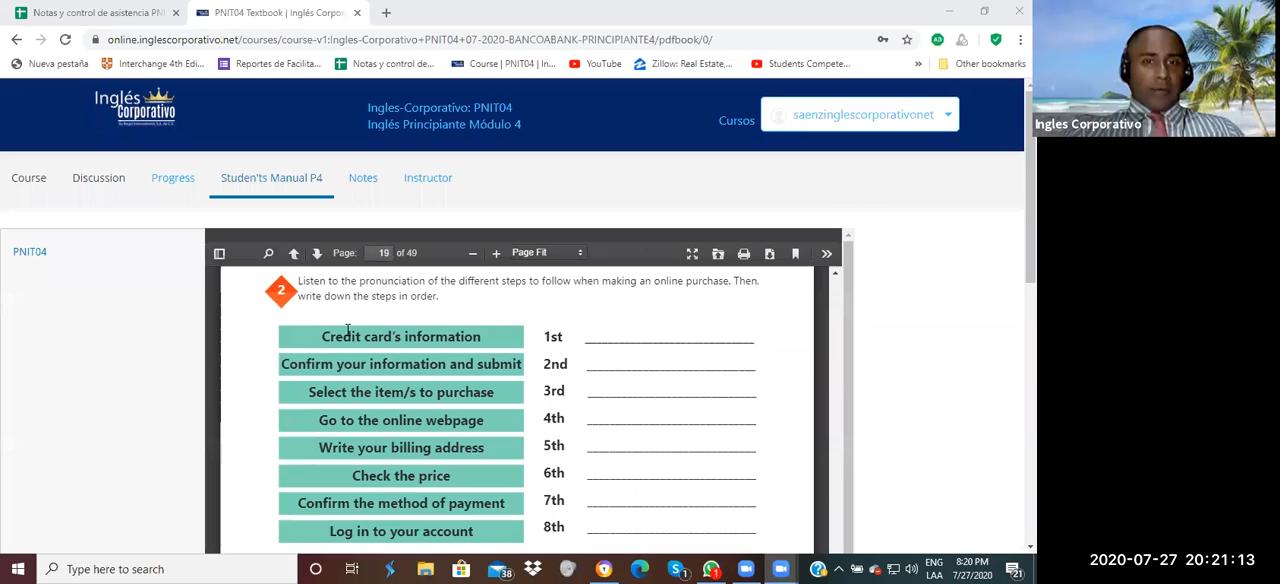 Notas y control de asistencia PN
PNIT04 Textbook | Inglés Corpor
online.inglescorporativo.net/courses/course-v1:Ingles-Corporativo+PNIT04+07-2020-BANCOABANK-PRINCIPIANTE4/pdfbook/0/
Nueva pestaña
Interchange 4th Edi...
Reportes de Facilita...
Notas y control de...
Course | PNIT04 | In...
YouTube
Zillow: Real Estate,...
Students Compete...
Other bookmarks
Inglés
Corporativo
Ingles-Corporativo: PNIT04
Inglés Principiante Módulo 4
Cursos
saenzinglescorporativonet
Ingles Corporativo
Course
Discussion
Progress
Studen'ts Manual P4
Notes
Instructor
PNIT04
Page: 19 of 49
Page Fit
2
Listen to the pronunciation of the different steps to follow when making an online purchase. Then,
write down the steps in order.
Credit card's information 1st
Confirm your information and submit 2nd
Select the item/s to purchase 3rd
Go to the online webpage 4th
Write your billing address 5th
Check the price 6th
Confirm the method of payment 7th
Log in to your account 8th
Type here to search
38
1
1
ENG
LAA
8:20 PM
7/27/2020
21
2020-07-27 20:21:13